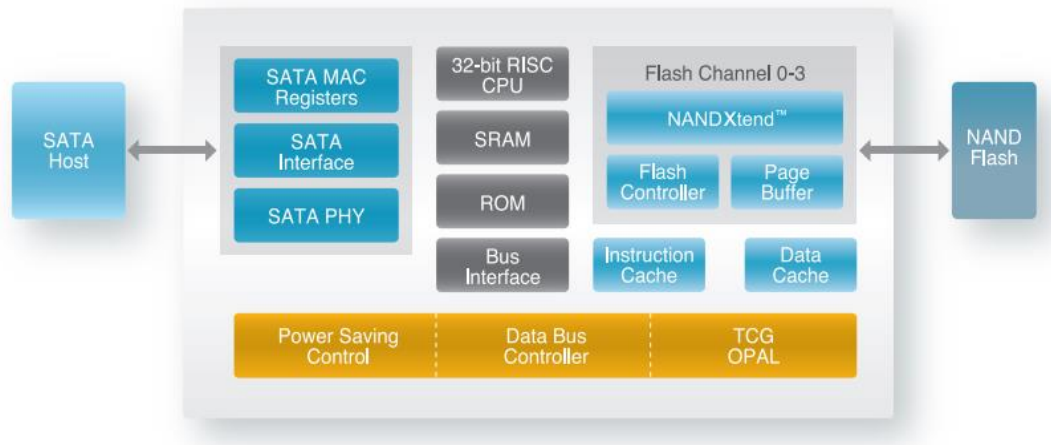 SATA
Host
SATA MAC
Registers
SATA
Interface
SATA PHY
32-bit RISC
CPU
SRAM
ROM
Bus
Interface
Flash Channel 0-3
NANDXtend™
Flash
Controller
Page
Buffer
Instruction
Cache
Data
Cache
NAND
Flash
Power Saving
Control
Data Bus
Controller
TCG
OPAL